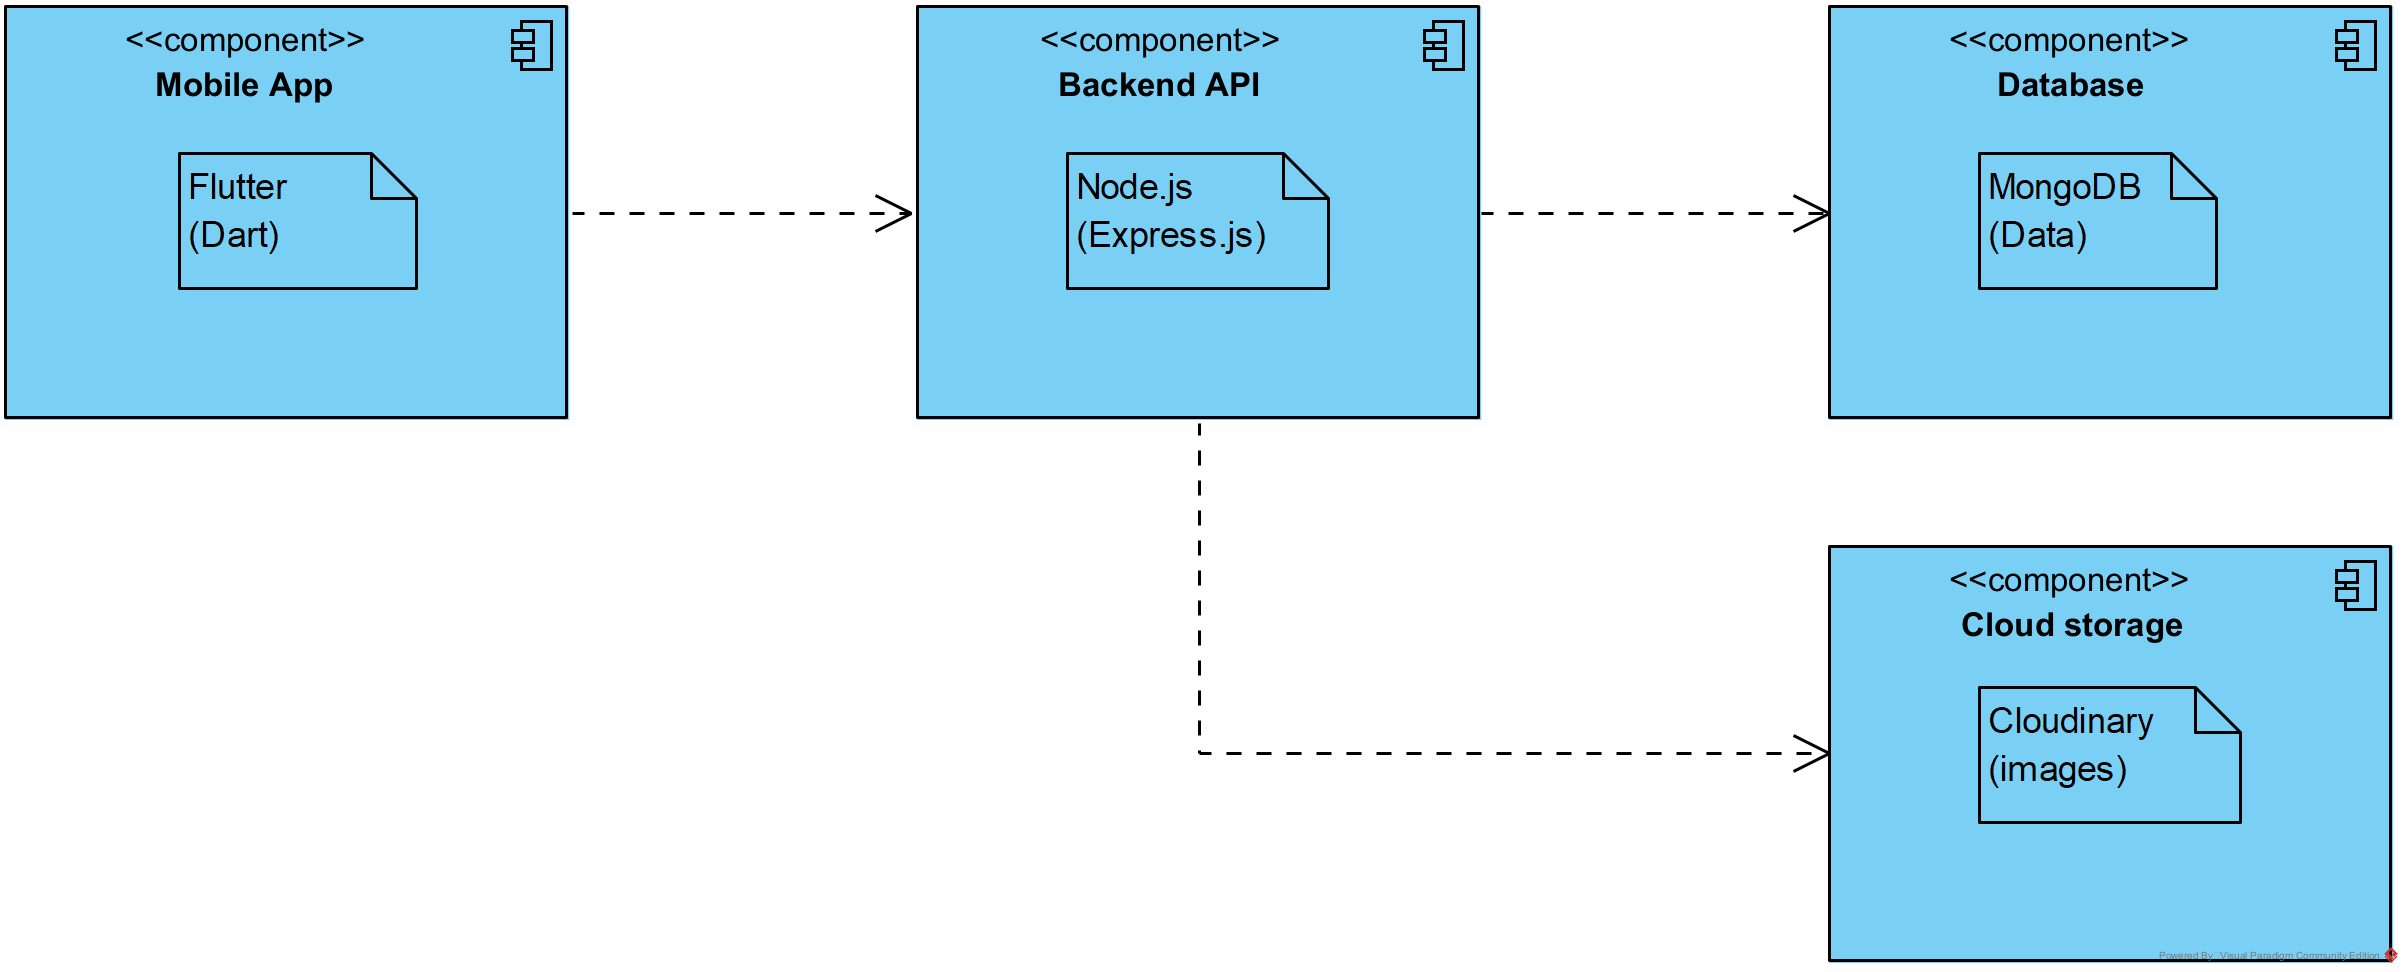 <<component>>
Mobile App
Flutter
(Dart)
<<component>>
Backend API
Node.js
(Express.js)
<<component>>
Database
MongoDB
(Data)
<<component>>
Cloud storage
Cloudinary
(images)
Powered By Visual Paradigm Community Edition